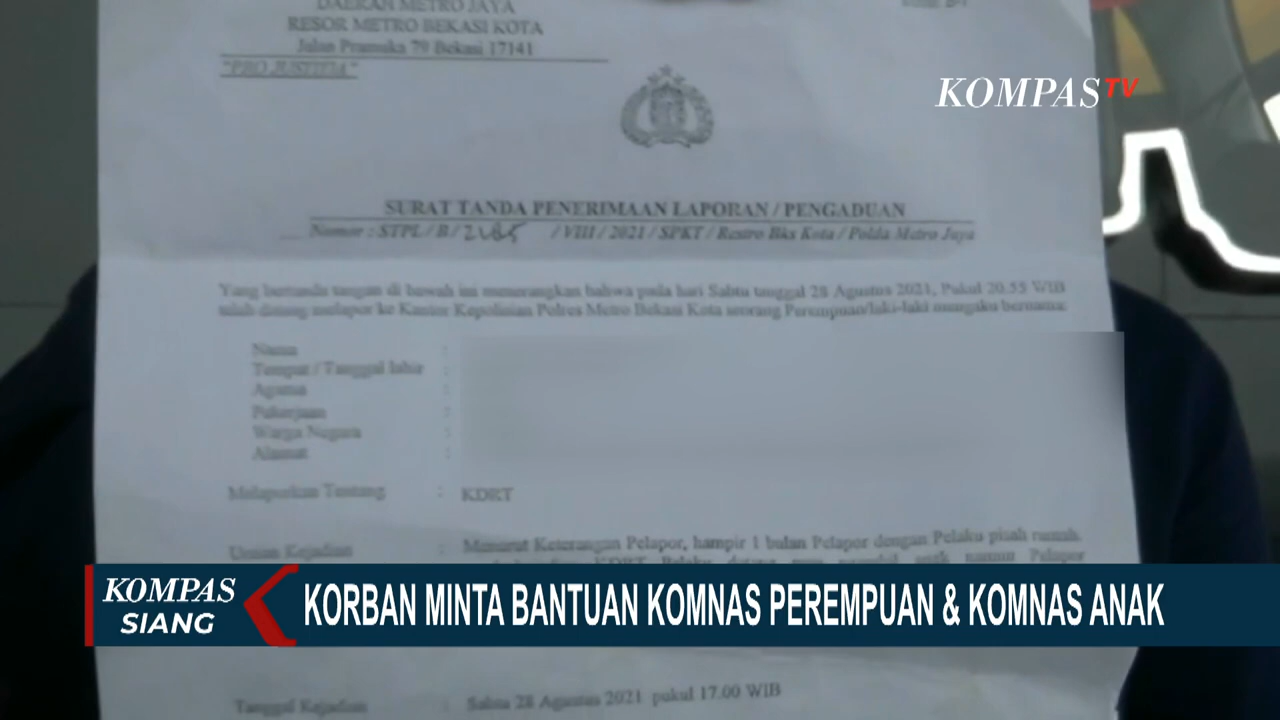 DAERAH METRO JAYA
RESOR METRO BEKASI KOTA
Jalan Pramuka 79 Bekasi 17141
"PRO JUSTITIA"
KOMPAS TV
SURAT TANDA PENERIMAAN LAPORAN / PENGADUAN
Nomor : STPL / B / / VIII / 2021 / SPKT / Restro Bks Kota / Polda Metro Jaya
Yang bertanda tangan di bawah ini menerangkan bahwa pada hari Sabtu tanggal 28 Agustus 2021, Pukul 20.55 WIB
telah datang melapor ke Kantor Kepolisian Polres Metro Bekasi Kota seorang Perempuan/laki-laki mengaku bernama:
Nama :
Tempat / Tanggal lahir :
Agama :
Pekerjaan :
Warga Negara :
Alamat :
Melaporkan Tentang : KDRT
Uraian Kejadian : Menurut Keterangan Pelapor, hampir 1 bulan Pelapor dengan Pelaku pisah rumah.
KOMPAS SIANG
KORBAN MINTA BANTUAN KOMNAS PEREMPUAN & KOMNAS ANAK
Tanggal Kejadian : Sabtu 28 Agustus 2021 pukul 17.00 WIB